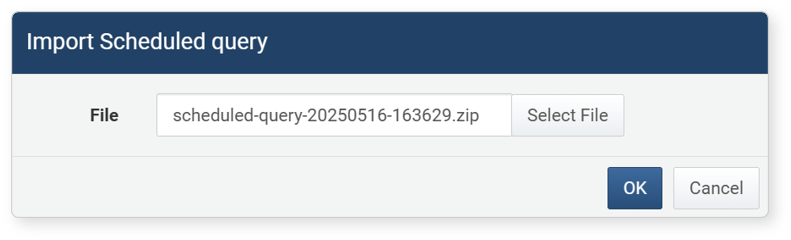 Import Scheduled query
File scheduled-query-20250516-163629.zip Select File
OK Cancel